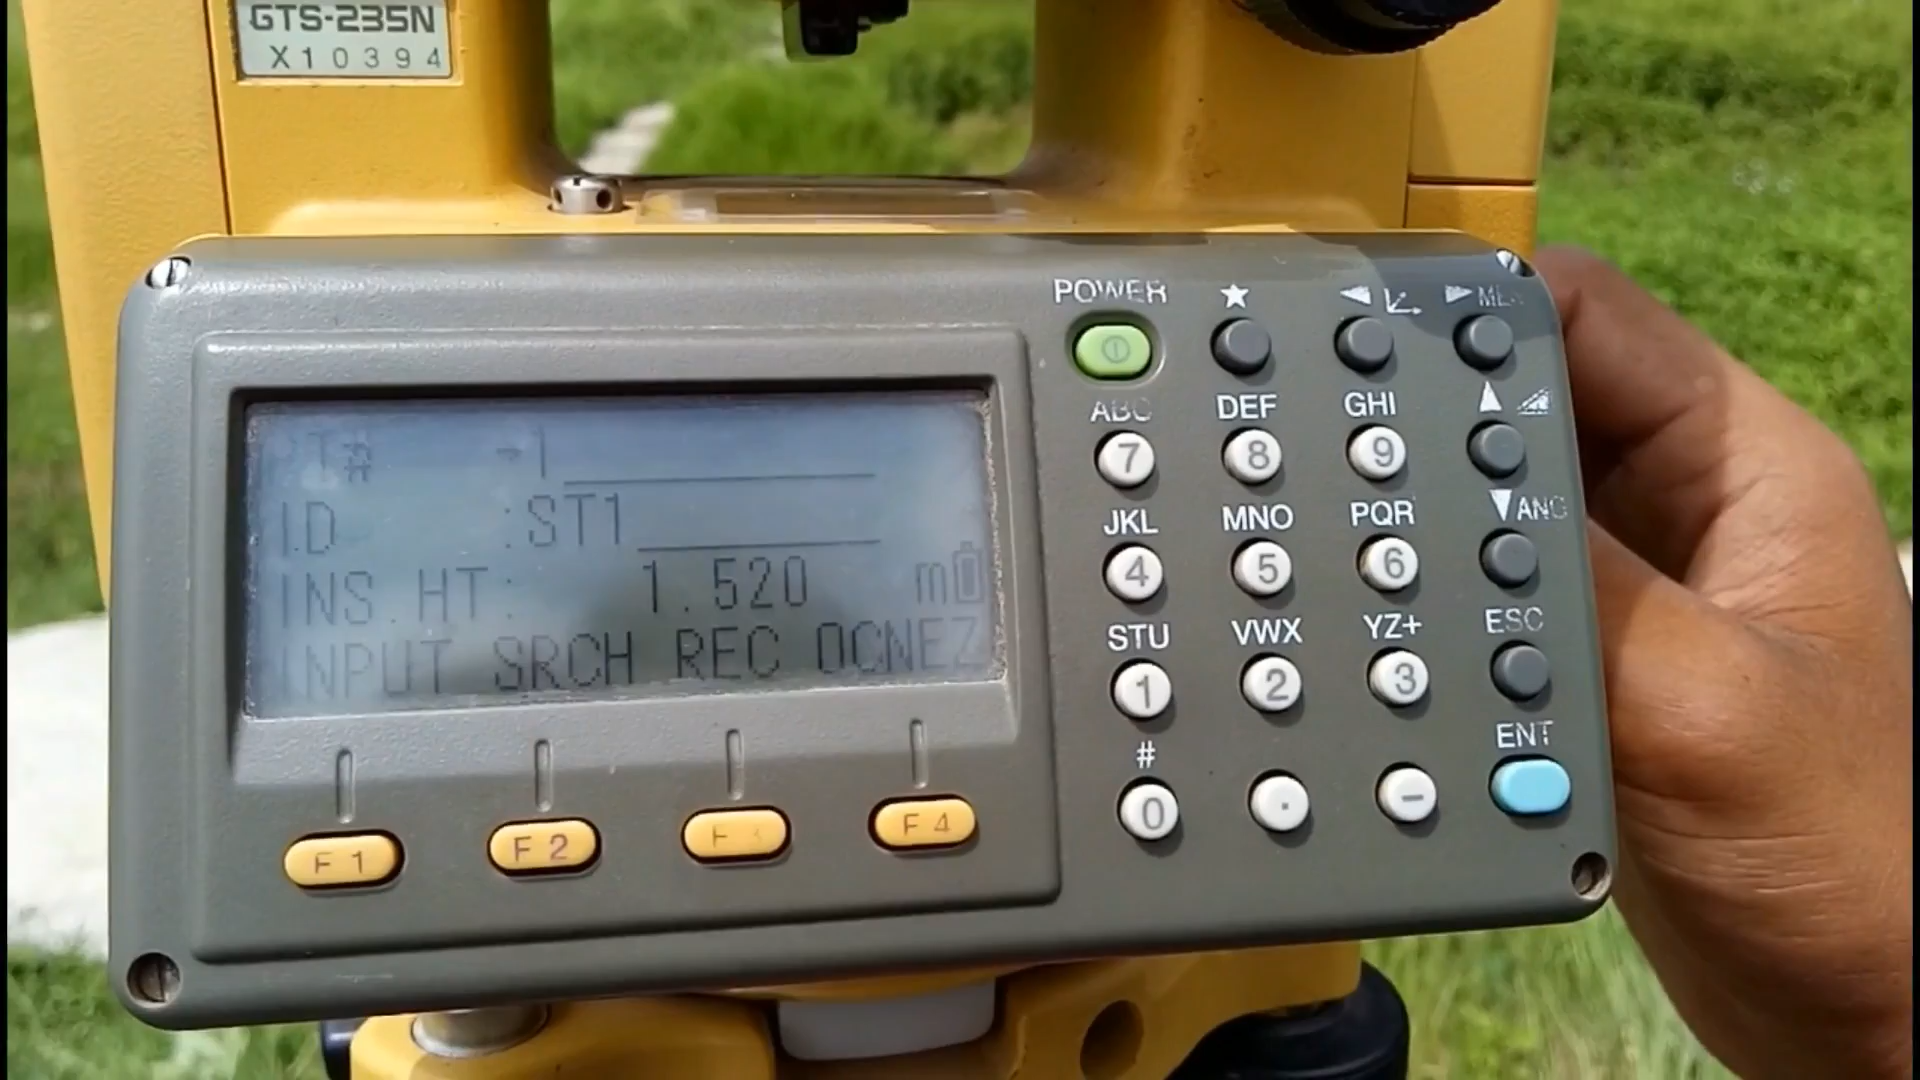 GTS-235N
X10394
POWER ★ ◀ ▶
PT# →1
ID :ST1
INS.HT: 1.520 m
INPUT SRCH REC OCNEZ
ABC DEF GHI ▲
7 8 9
JKL MNO PQR ▼ ANG
4 5 6
STU VWX YZ+ ESC
1 2 3
# ENT
0 . −
F1 F2 F3 F4